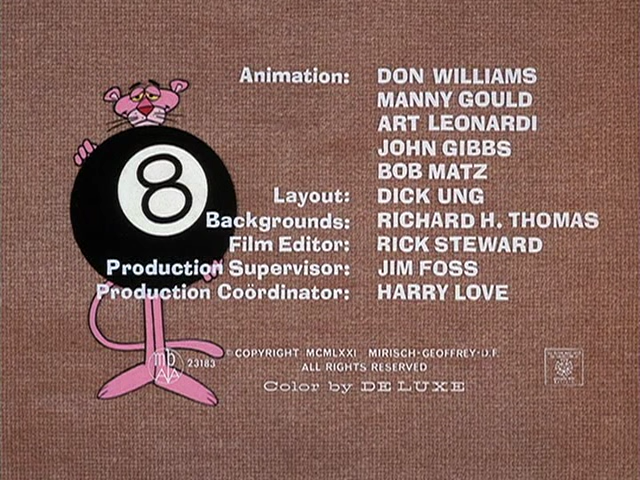 Animation: DON WILLIAMS
MANNY GOULD
ART LEONARDI
JOHN GIBBS
BOB MATZ
Layout: DICK UNG
Backgrounds: RICHARD H. THOMAS
Film Editor: RICK STEWARD
Production Supervisor: JIM FOSS
Production Coördinator: HARRY LOVE
8
© COPYRIGHT MCMLXXI MIRISCH-GEOFFREY-D.F.
ALL RIGHTS RESERVED
23183
Color by DE LUXE